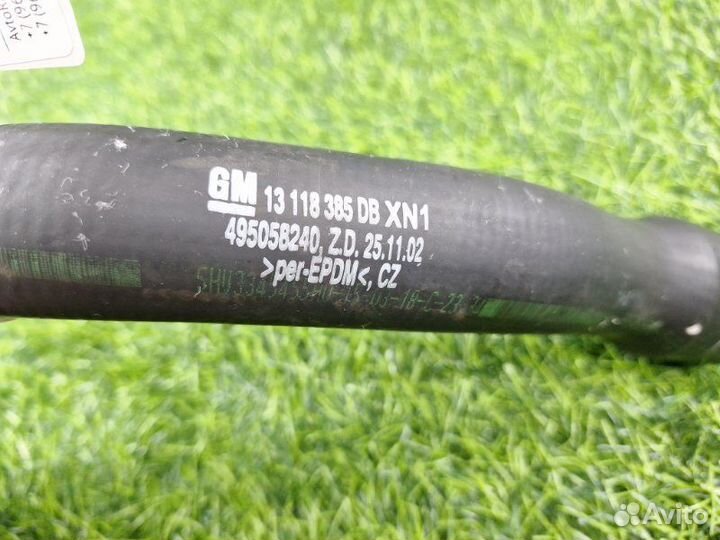 GM 13 118 385 DB XN1
495058240, Z.D. 25.11.02
>per-EPDM<, CZ
Avito